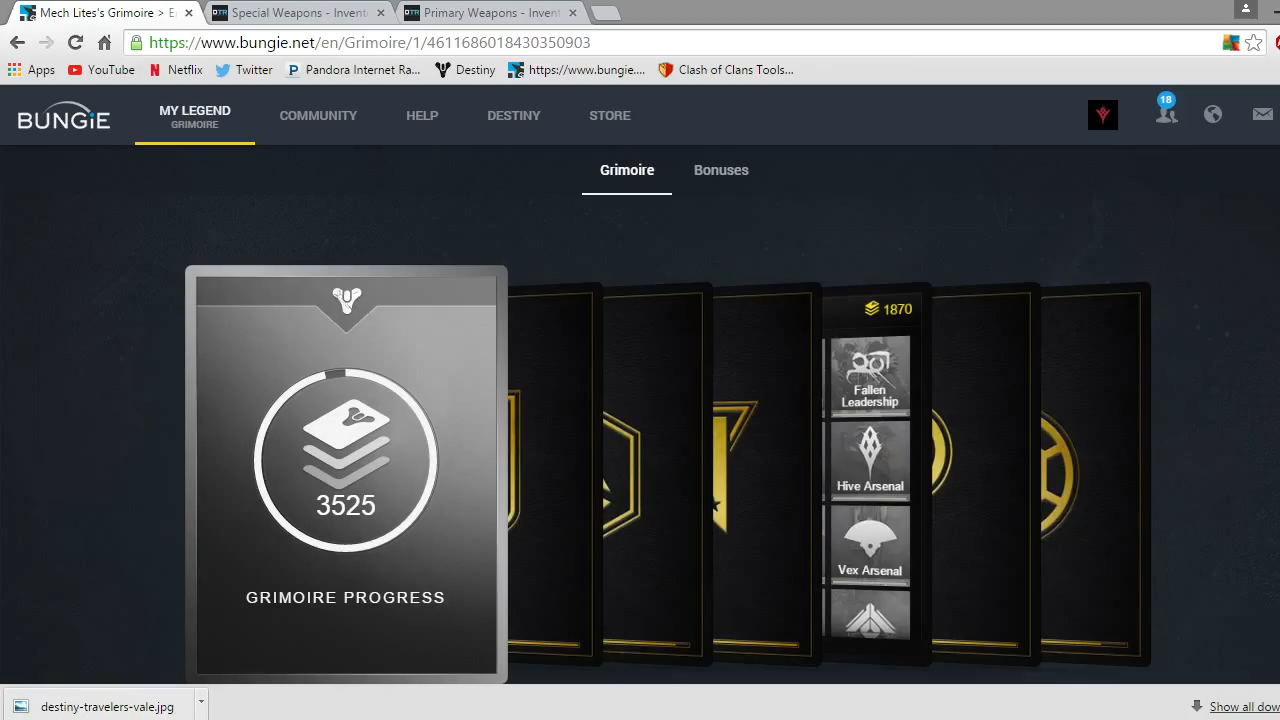 Mech Lites's Grimoire > E
Special Weapons - Invent
Primary Weapons - Invent
https://www.bungie.net/en/Grimoire/1/4611686018430350903
Apps
YouTube
Netflix
Twitter
Pandora Internet Ra...
Destiny
https://www.bungie....
Clash of Clans Tools...
BUNGiE
MY LEGEND
GRIMOIRE
COMMUNITY
HELP
DESTINY
STORE
18
Grimoire
Bonuses
3525
GRIMOIRE PROGRESS
1870
Fallen
Leadership
Hive Arsenal
Vex Arsenal
destiny-travelers-vale.jpg
Show all dow